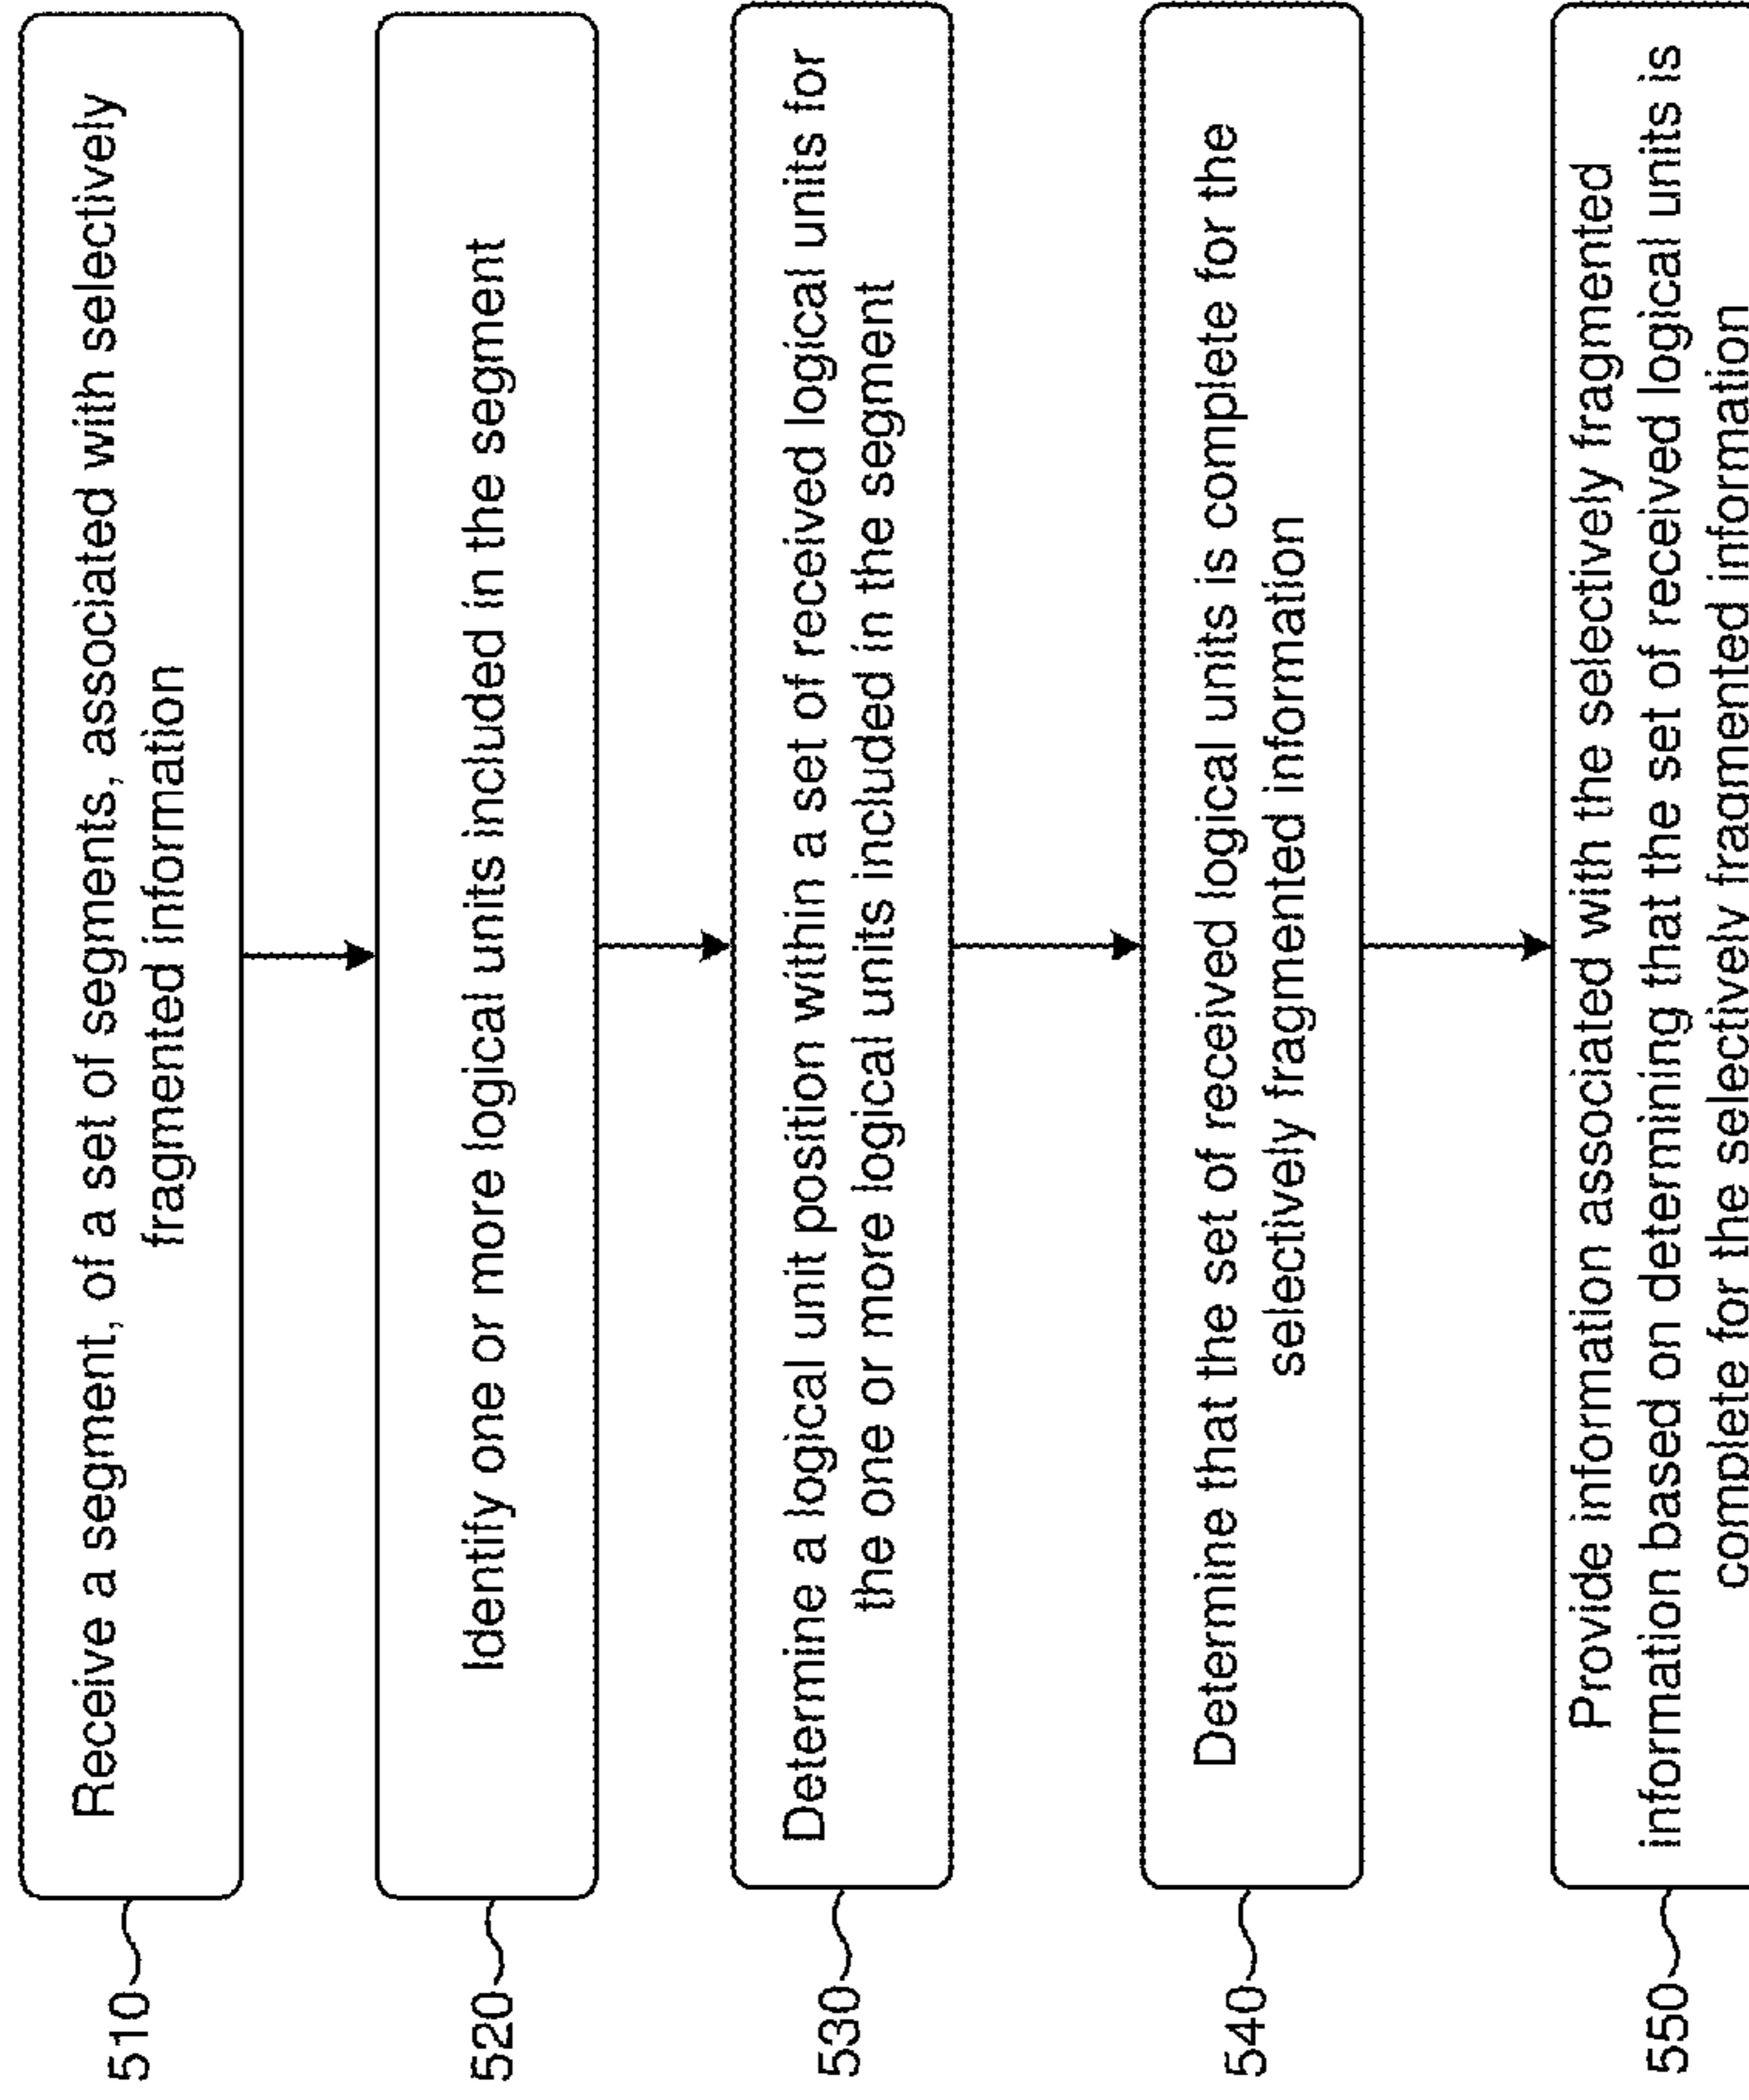 510
Receive a segment, of a set of segments, associated with selectively
fragmented information
520
Identify one or more logical units included in the segment
530
Determine a logical unit position within a set of received logical units for
the one or more logical units included in the segment
540
Determine that the set of received logical units is complete for the
selectively fragmented information
550
Provide information associated with the selectively fragmented
information based on determining that the set of received logical units is
complete for the selectively fragmented information